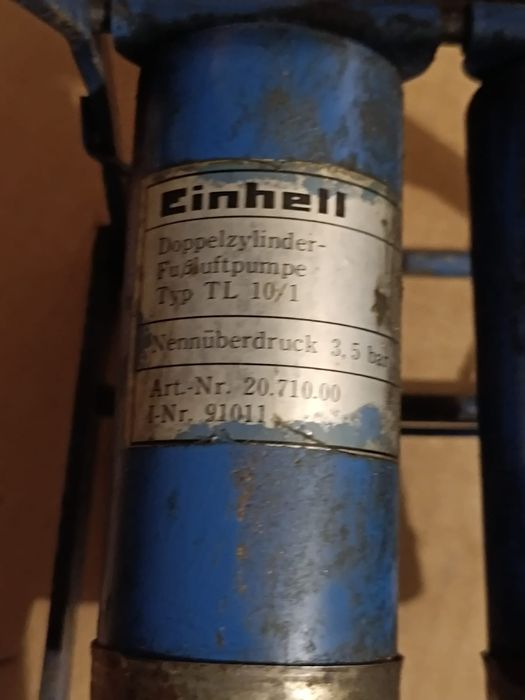 Einhell
Doppelzylinder-
Fußluftpumpe
Typ TL 10/1
Nennüberdruck 3,5 bar
Art.-Nr. 20.710.00
I-Nr. 91011